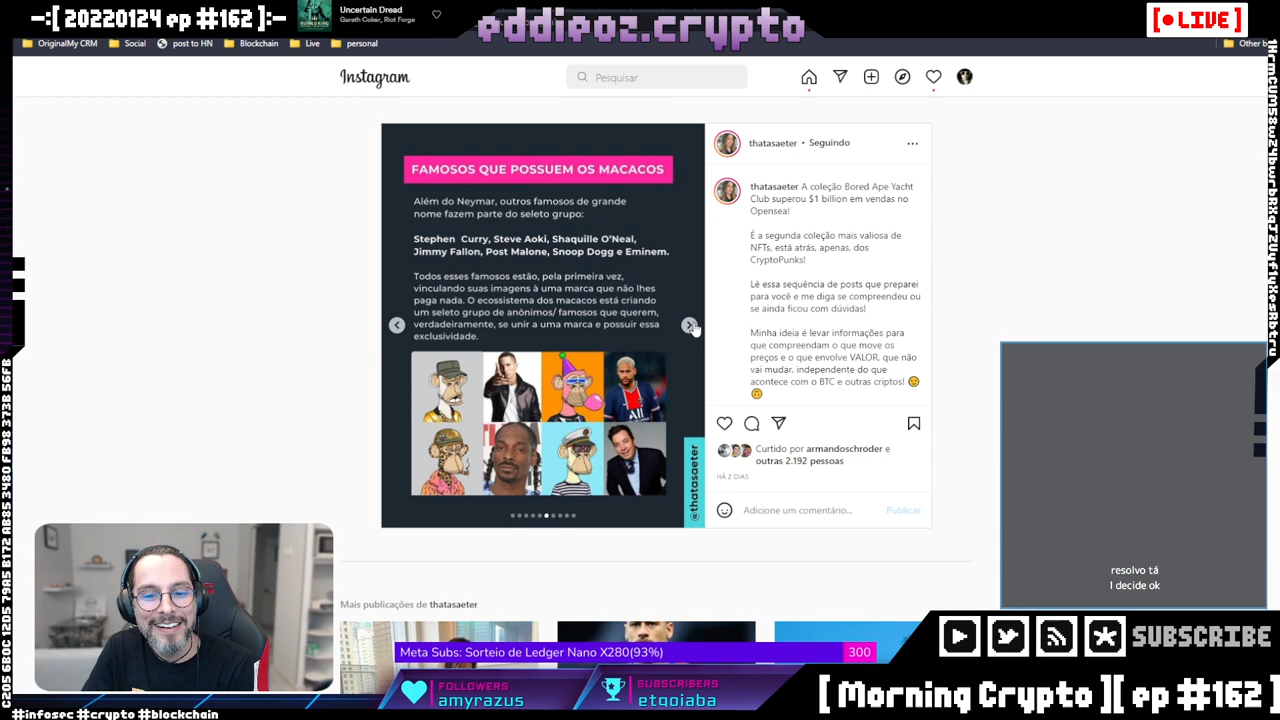 -:[ 20220124 ep #162 ]:-
Uncertain Dread
Gareth Coker, Riot Forge
eddieoz.crypto
[•LIVE]
OriginalMy CRM
Social
post to HN
Blockchain
Live
personal
Other b
Instagram
Pesquisar
FAMOSOS QUE POSSUEM OS MACACOS
Além do Neymar, outros famosos de grande
nome fazem parte do seleto grupo:
Stephen Curry, Steve Aoki, Shaquille O’Neal,
Jimmy Fallon, Post Malone, Snoop Dogg e Eminem.
Todos esses famosos estão, pela primeira vez,
vinculando suas imagens à uma marca que não lhes
paga nada. O ecossistema dos macacos está criando
um seleto grupo de anônimos/ famosos que querem,
verdadeiramente, se unir a uma marca e possuir essa
exclusividade.
@thatasaeter
thatasaeter • Seguindo
thatasaeter A coleção Bored Ape Yacht
Club superou $1 billion em vendas no
Opensea!
É a segunda coleção mais valiosa de
NFTs, está atrás, apenas, dos
CryptoPunks!
Lê essa sequência de posts que preparei
para você e me diga se compreendeu ou
se ainda ficou com dúvidas!
Minha ideia é levar informações para
que compreendam o que move os
preços e o que envolve VALOR, que não
vai mudar, independente do que
acontece com o BTC e outras criptos! 🙂
🙃
Curtido por armandoschroder e
outras 2.192 pessoas
HÁ 2 DIAS
Adicione um comentário...
Publicar
resolvo tá
I decide ok
Mais publicações de thatasaeter
Meta Subs: Sorteio de Ledger Nano X280(93%)
300
FOLLOWERS
amyrazus
SUBSCRIBERS
etgoiaba
SUBSCRIBE
[ Morning Crypto ][ ep #162 ]
#infosec #crypto #blockchain